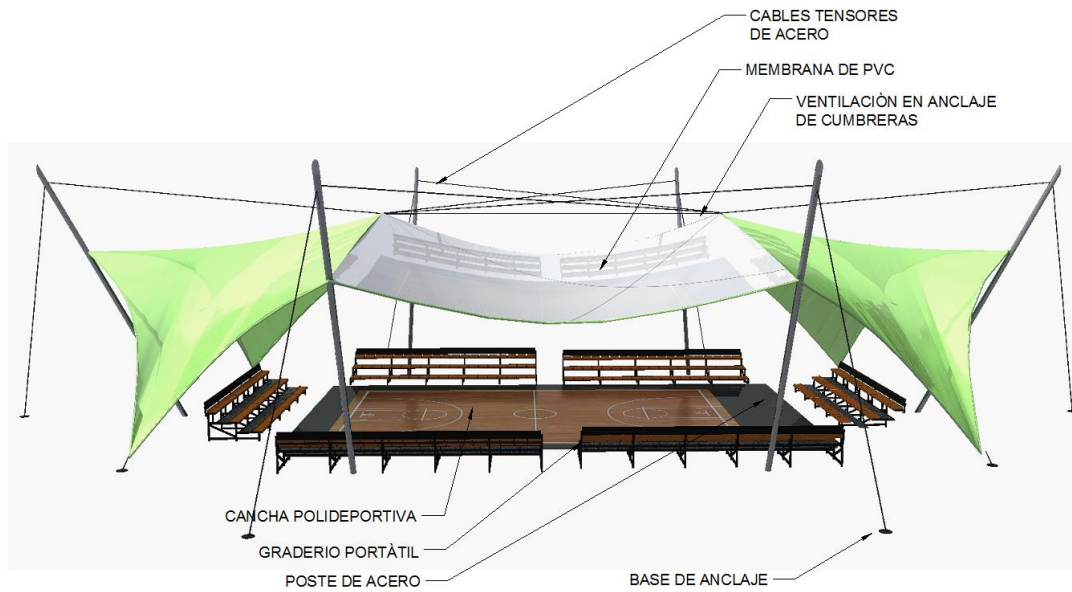 CABLES TENSORES
DE ACERO
MEMBRANA DE PVC
VENTILACIÒN EN ANCLAJE
DE CUMBRERAS
CANCHA POLIDEPORTIVA
GRADERIO PORTÀTIL
POSTE DE ACERO
BASE DE ANCLAJE